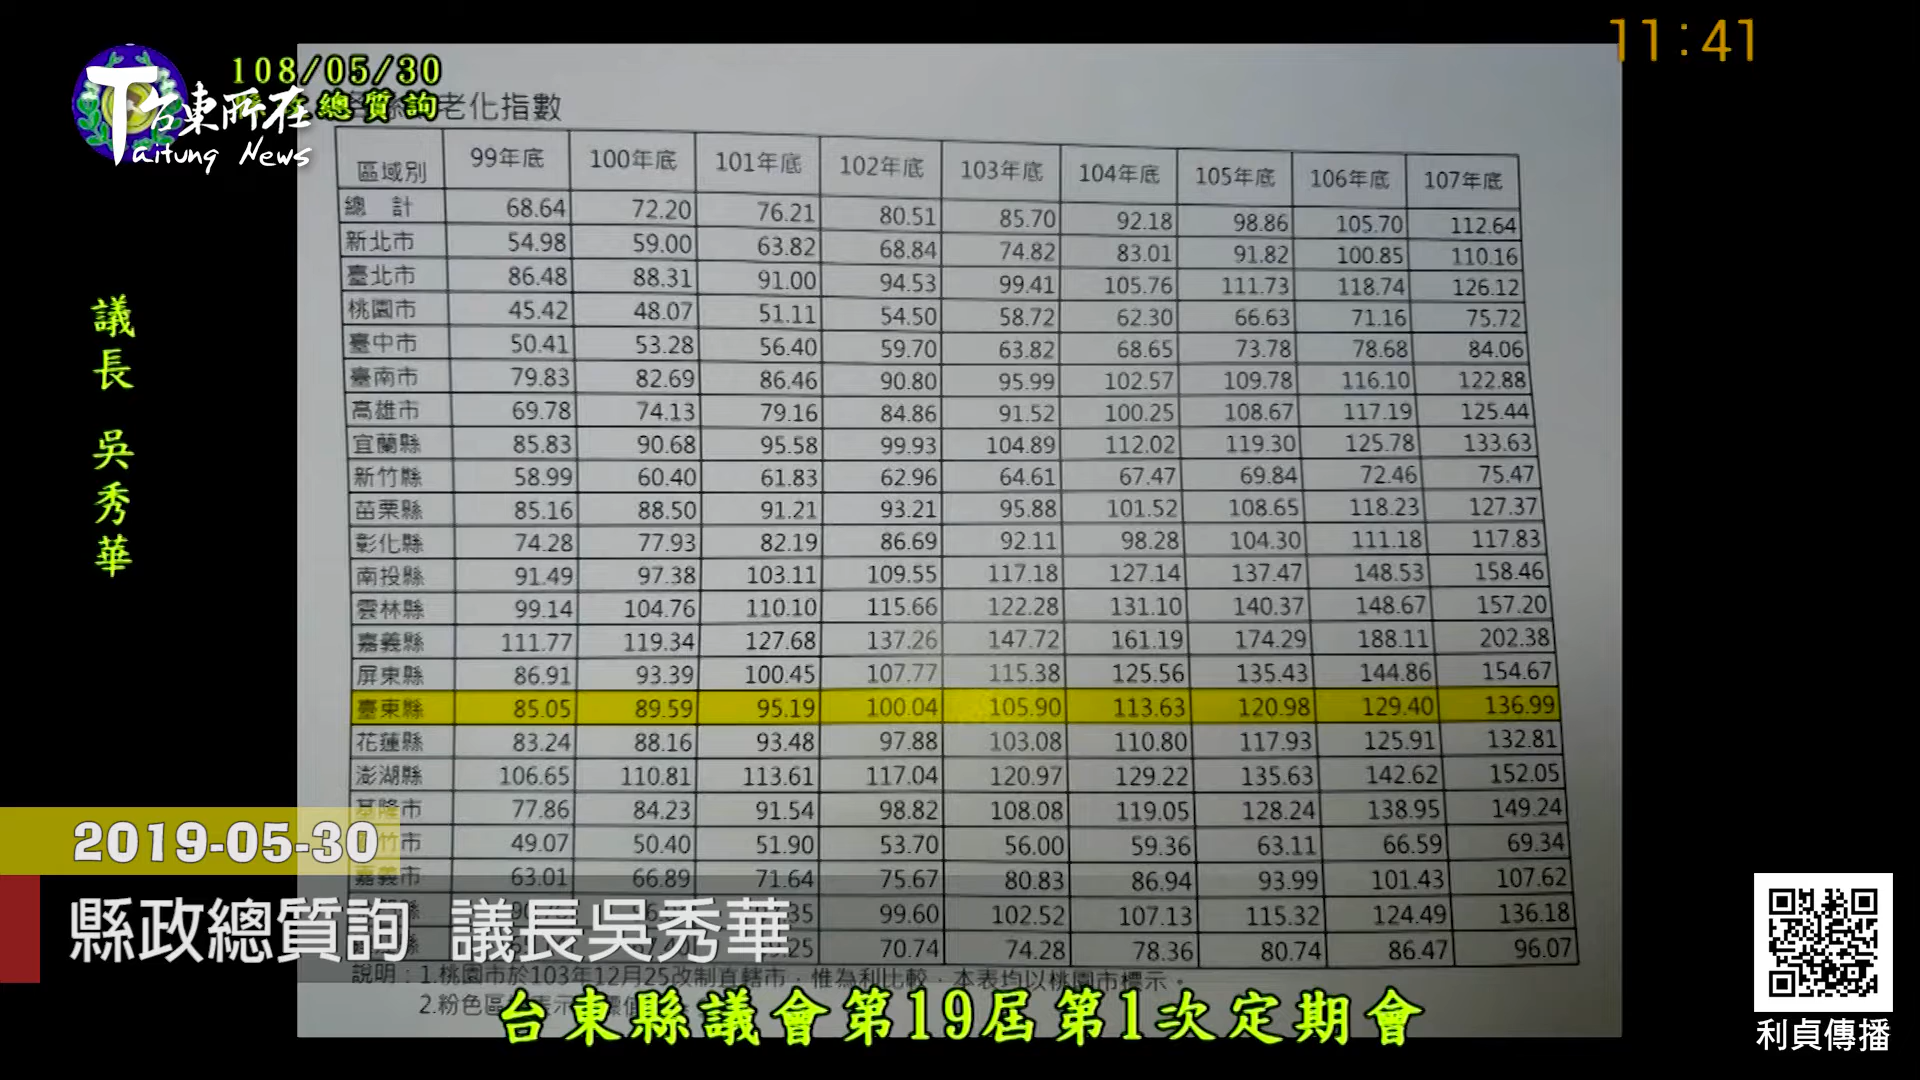 11:41
108/05/30
總質詢
老化指數
T台東所在
Taitung News
議長 吳秀華
區域別 99年底 100年底 101年底 102年底 103年底 104年底 105年底 106年底 107年底
總 計 68.64 72.20 76.21 80.51 85.70 92.18 98.86 105.70 112.64
新北市 54.98 59.00 63.82 68.84 74.82 83.01 91.82 100.85 110.16
臺北市 86.48 88.31 91.00 94.53 99.41 105.76 111.73 118.74 126.12
桃園市 45.42 48.07 51.11 54.50 58.72 62.30 66.63 71.16 75.72
臺中市 50.41 53.28 56.40 59.70 63.82 68.65 73.78 78.68 84.06
臺南市 79.83 82.69 86.46 90.80 95.99 102.57 109.78 116.10 122.88
高雄市 69.78 74.13 79.16 84.86 91.52 100.25 108.67 117.19 125.44
宜蘭縣 85.83 90.68 95.58 99.93 104.89 112.02 119.30 125.78 133.63
新竹縣 58.99 60.40 61.83 62.96 64.61 67.47 69.84 72.46 75.47
苗栗縣 85.16 88.50 91.21 93.21 95.88 101.52 108.65 118.23 127.37
彰化縣 74.28 77.93 82.19 86.69 92.11 98.28 104.30 111.18 117.83
南投縣 91.49 97.38 103.11 109.55 117.18 127.14 137.47 148.53 158.46
雲林縣 99.14 104.76 110.10 115.66 122.28 131.10 140.37 148.67 157.20
嘉義縣 111.77 119.34 127.68 137.26 147.72 161.19 174.29 188.11 202.38
屏東縣 86.91 93.39 100.45 107.77 115.38 125.56 135.43 144.86 154.67
臺東縣 85.05 89.59 95.19 100.04 105.90 113.63 120.98 129.40 136.99
花蓮縣 83.24 88.16 93.48 97.88 103.08 110.80 117.93 125.91 132.81
澎湖縣 106.65 110.81 113.61 117.04 120.97 129.22 135.63 142.62 152.05
基隆市 77.86 84.23 91.54 98.82 108.08 119.05 128.24 138.95 149.24
竹市 49.07 50.40 51.90 53.70 56.00 59.36 63.11 66.59 69.34
嘉義市 63.01 66.89 71.64 75.67 80.83 86.94 93.99 101.43 107.62
99.60 102.52 107.13 115.32 124.49 136.18
70.74 74.28 78.36 80.74 86.47 96.07
說明：1.桃園市於103年12月25改制直轄市，惟為利比較，本表均以桃園市標示。
2.粉色區
2019-05-30
縣政總質詢 議長吳秀華
台東縣議會第19屆第1次定期會
利貞傳播